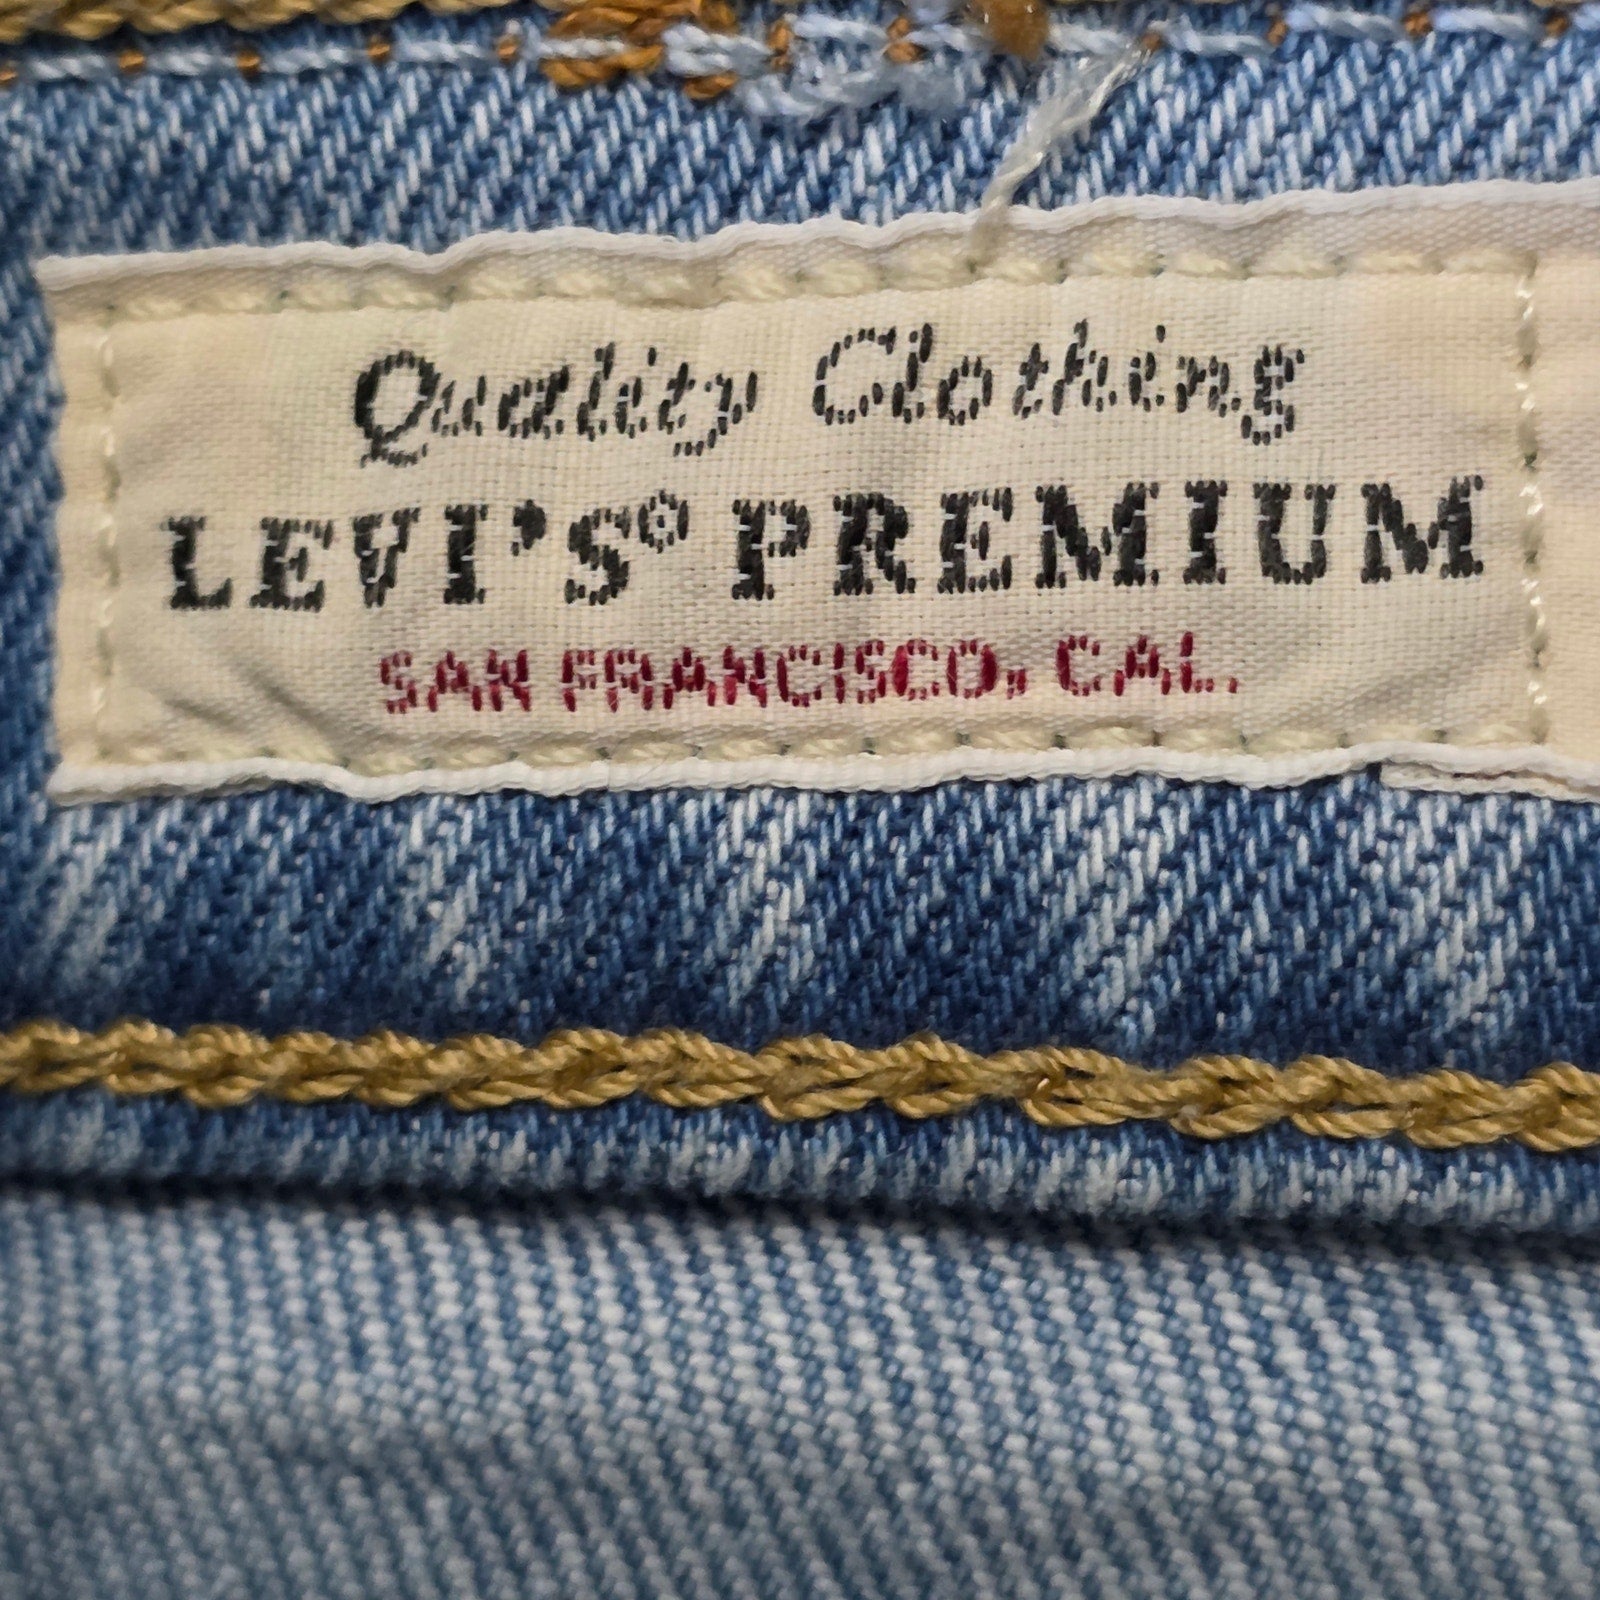 Quality Clothing
LEVI'S® PREMIUM
SAN FRANCISCO, CAL.